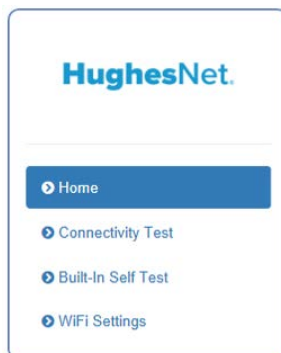 HughesNet.
Home
Connectivity Test
Built-In Self Test
WiFi Settings